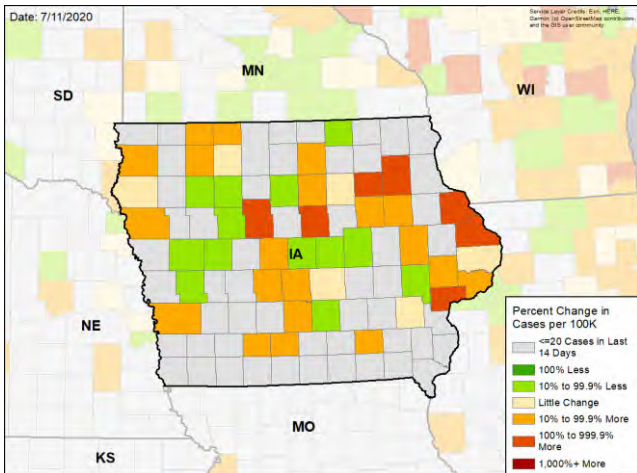 Date: 7/11/2020
Service Layer Credits: Esri, HERE,
Garmin, (c) OpenStreetMap contributors,
and the GIS user community
MN
SD
WI
IA
NE
MO
KS
Percent Change in
Cases per 100K
<=20 Cases in Last
14 Days
100% Less
10% to 99.9% Less
Little Change
10% to 99.9% More
100% to 999.9%
More
1,000%+ More